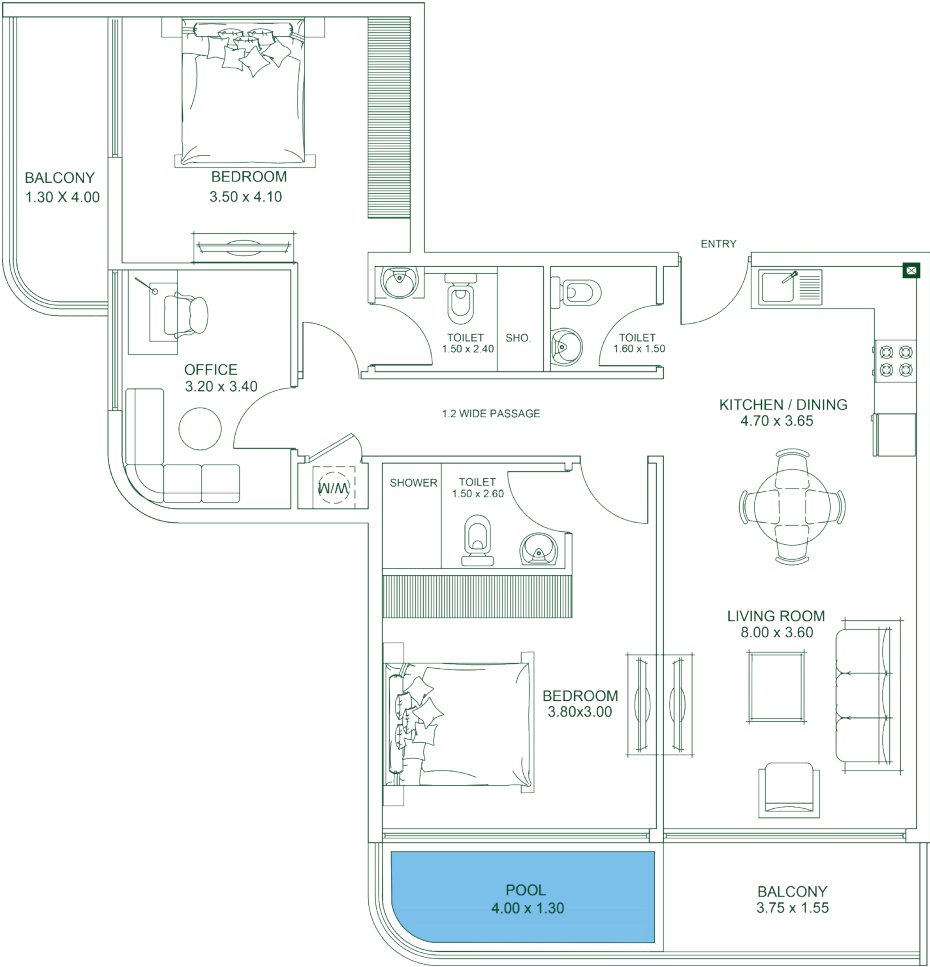 BALCONY
1.30 X 4.00
BEDROOM
3.50 x 4.10
ENTRY
TOILET
1.50 x 2.40
SHO.
TOILET
1.60 x 1.50
OFFICE
3.20 x 3.40
1.2 WIDE PASSAGE
KITCHEN / DINING
4.70 x 3.65
W/M
SHOWER
TOILET
1.50 x 2.60
LIVING ROOM
8.00 x 3.60
BEDROOM
3.80x3.00
POOL
4.00 x 1.30
BALCONY
3.75 x 1.55